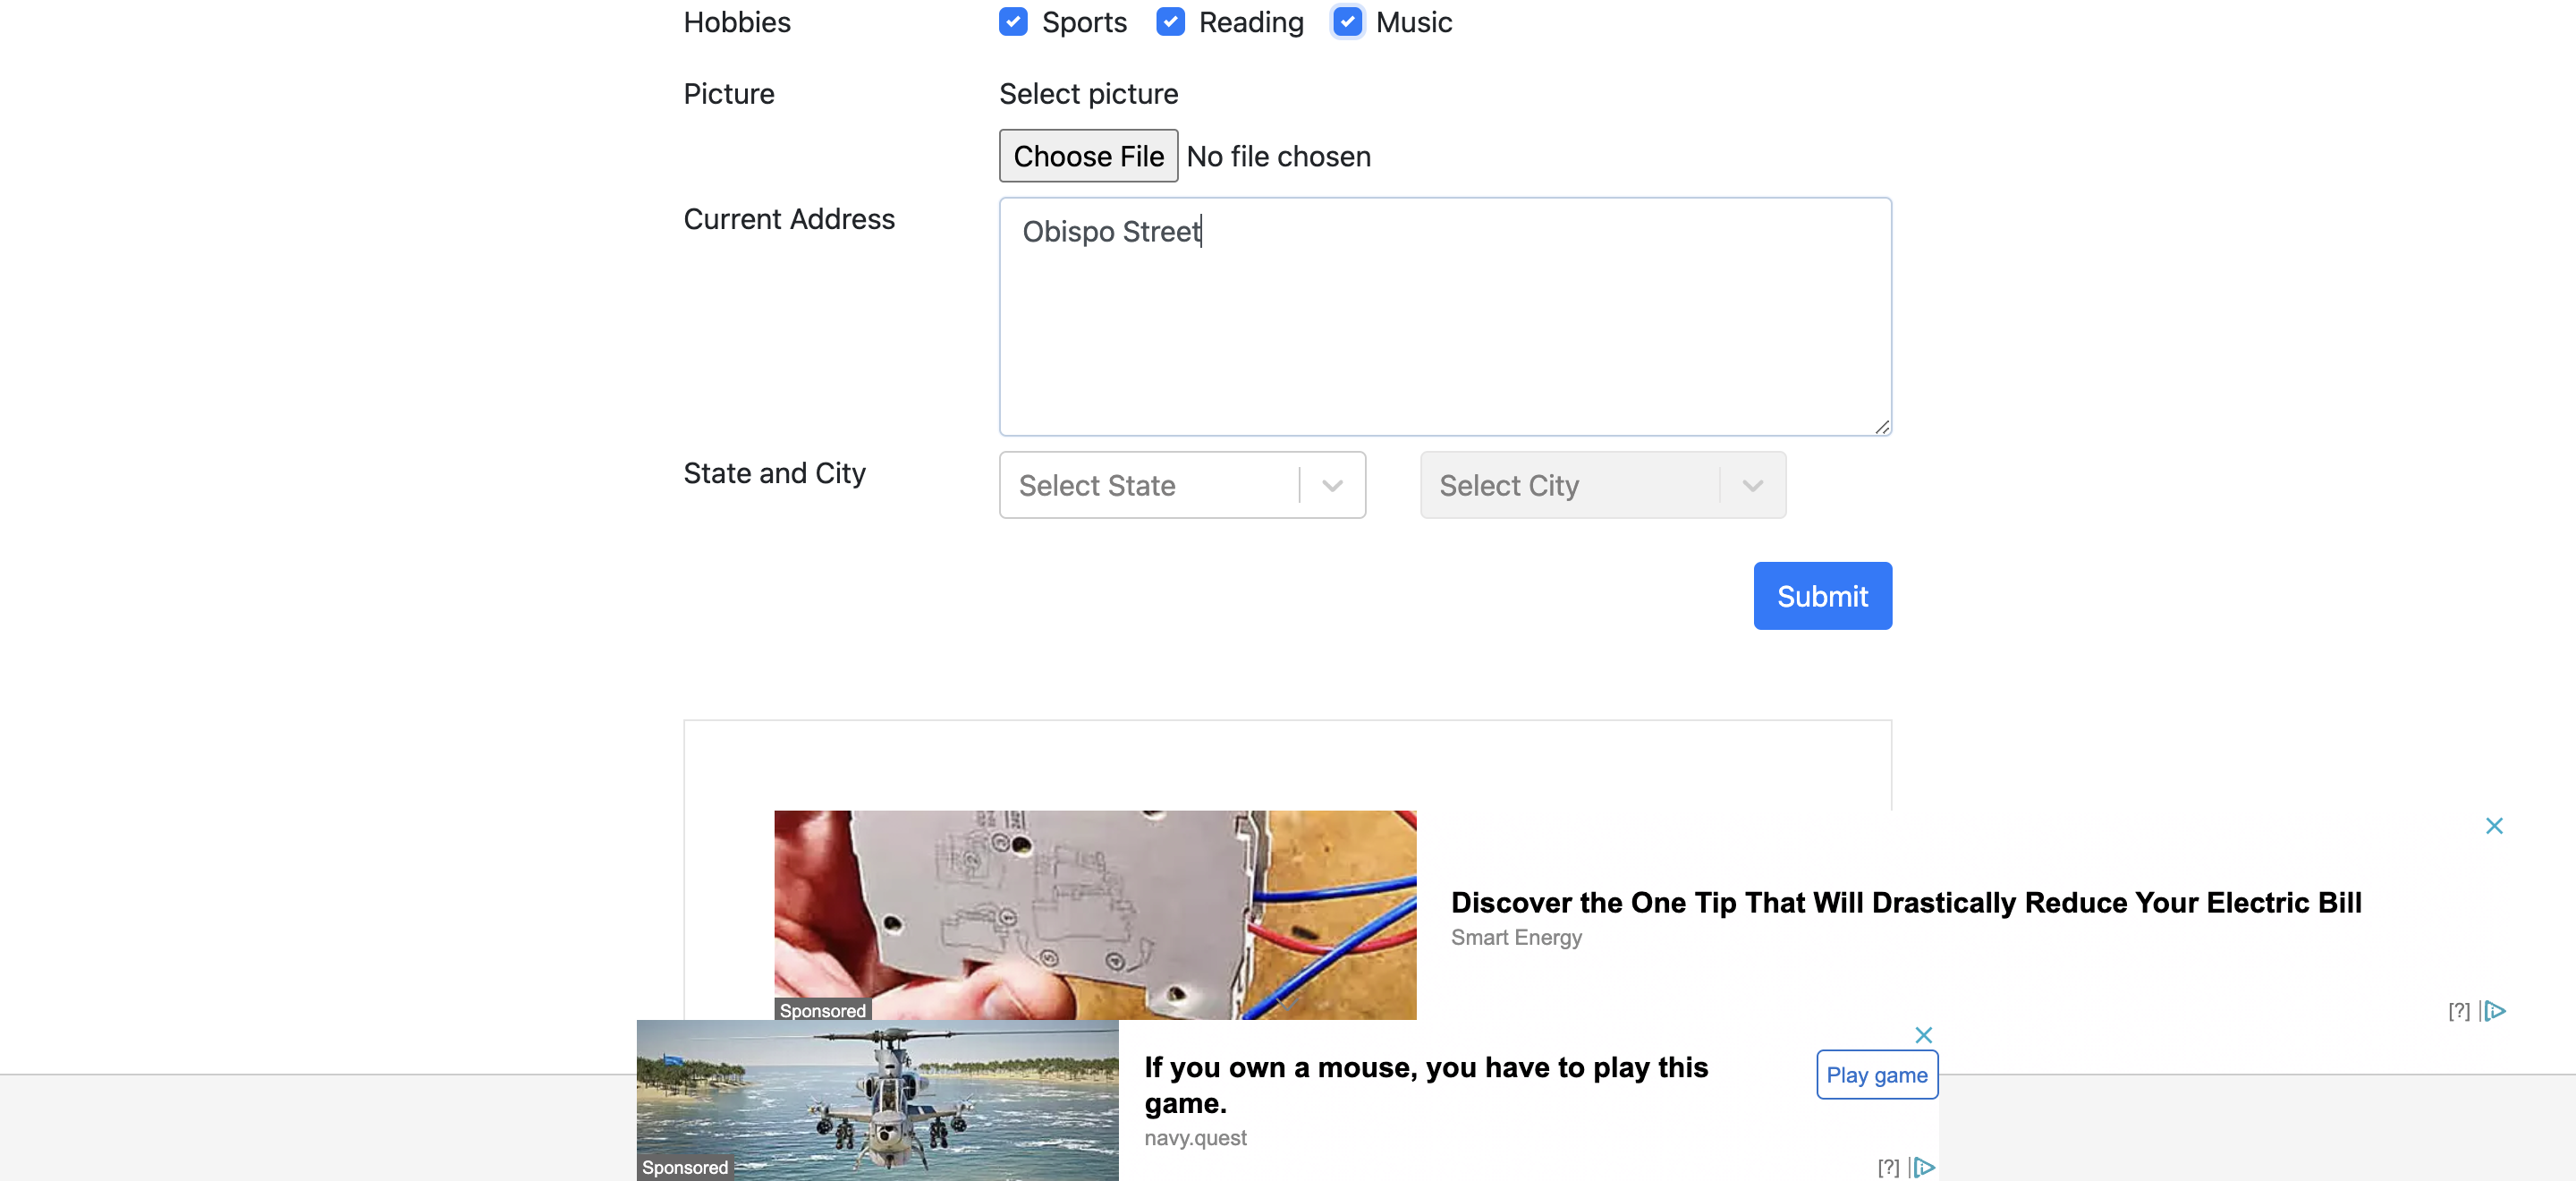 Hobbies Sports Reading Music
Picture Select picture
Choose File No file chosen
Current Address Obispo Street
State and City Select State Select City
Submit
Discover the One Tip That Will Drastically Reduce Your Electric Bill
Smart Energy
Sponsored
[?]
If you own a mouse, you have to play this
game.
navy.quest
Play game
Sponsored
[?]